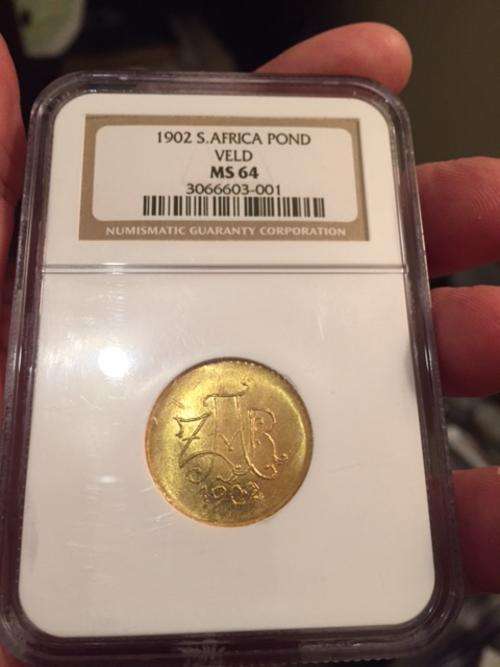 1902 S.AFRICA POND
VELD
MS 64
3066603-001
NUMISMATIC GUARANTY CORPORATION
ZAR
1902